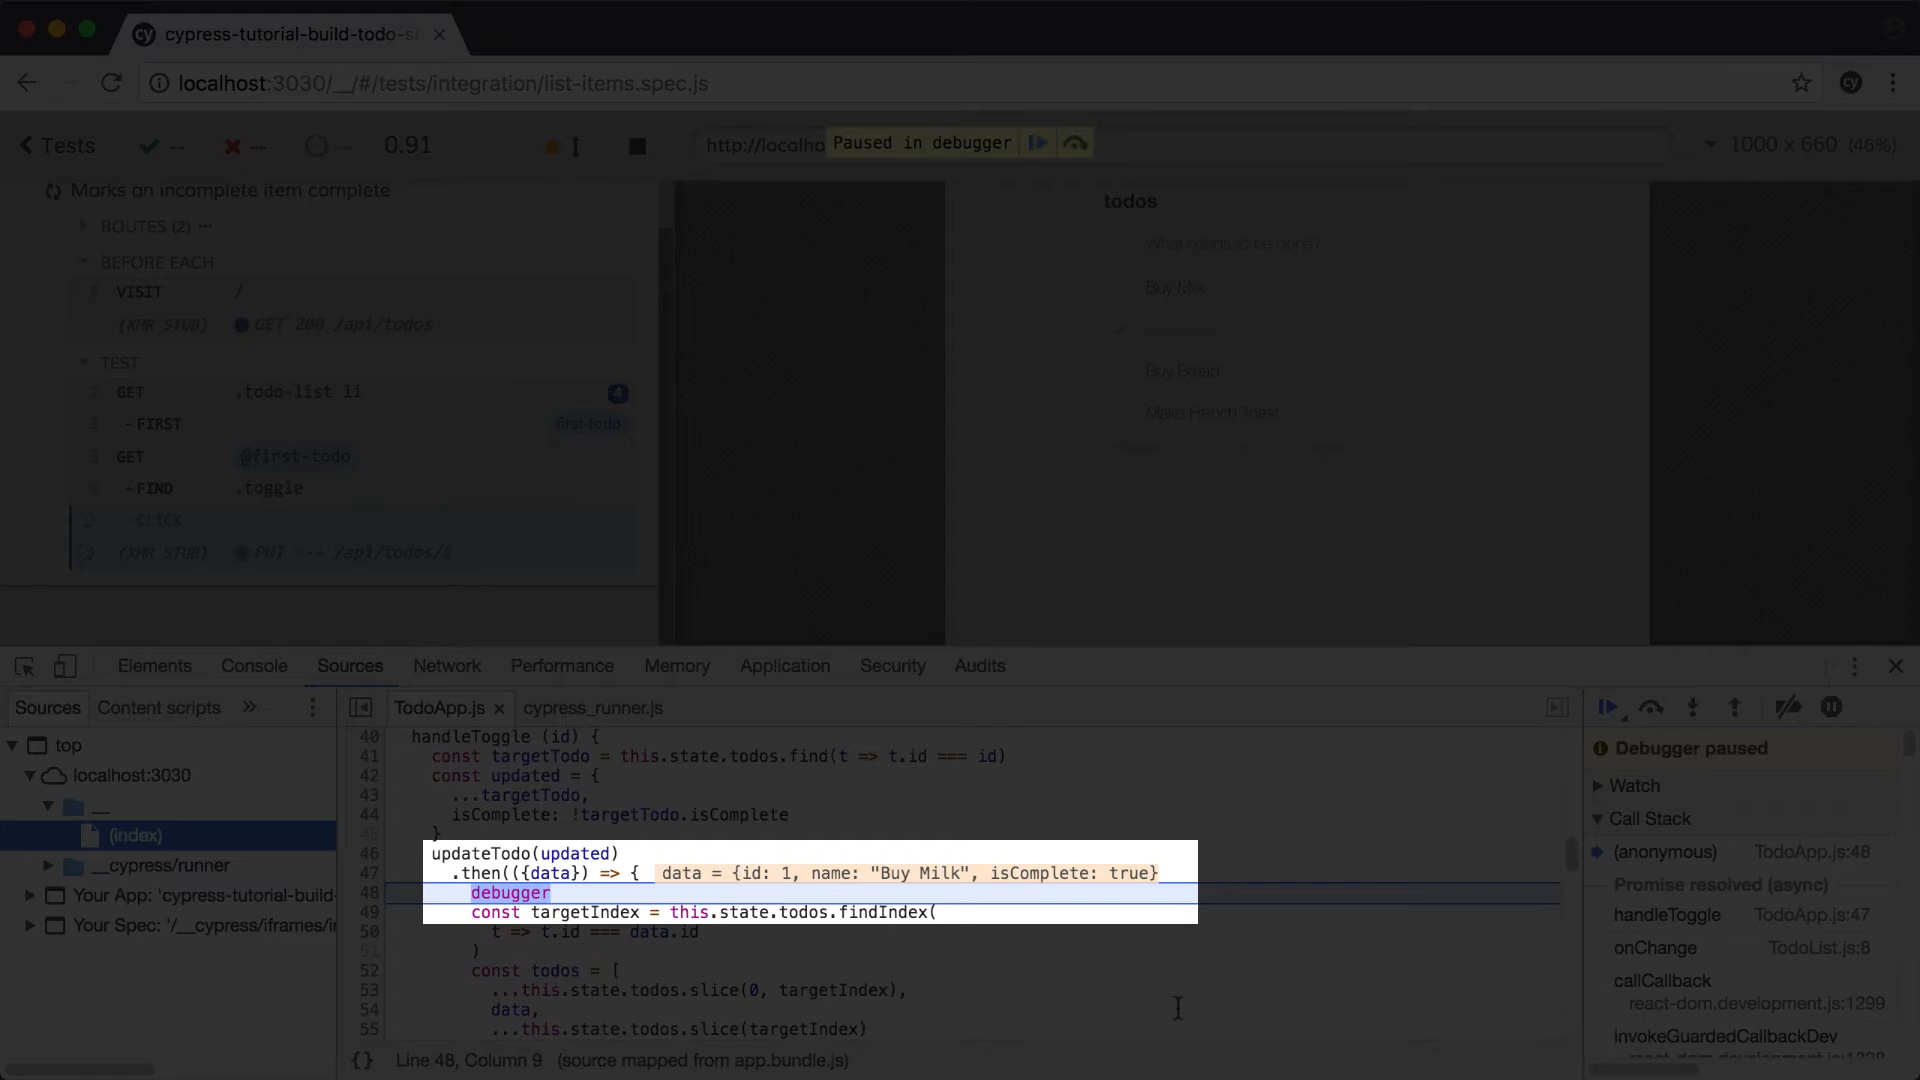 cypress-tutorial-build-todo-s
localhost:3030/__/#/tests/integration/list-items.spec.js
Tests -- -- -- 0.91 http://localho Paused in debugger 1000 x 660 (46%)
Marks an incomplete item complete
ROUTES (2)
BEFORE EACH
VISIT /
(XHR STUB) GET 200 /api/todos
TEST
GET .todo-list li 4
- FIRST first-todo
GET @first-todo
- FIND .toggle
- CLICK
(XHR STUB) PUT --- /api/todos/1
todos
What needs to be done?
Buy Milk
Buy Bread
Make French Toast
Elements Console Sources Network Performance Memory Application Security Audits
Sources Content scripts »
top
localhost:3030
__
(index)
__cypress/runner
Your App: 'cypress-tutorial-build-
Your Spec: '/__cypress/iframes/in
TodoApp.js × cypress_runner.js
40 handleToggle (id) {
41 const targetTodo = this.state.todos.find(t => t.id === id)
42 const updated = {
43 ...targetTodo,
44 isComplete: !targetTodo.isComplete
45 }
46 updateTodo(updated)
47 .then(({data}) => { data = {id: 1, name: "Buy Milk", isComplete: true}
48 debugger
49 const targetIndex = this.state.todos.findIndex(
50 t => t.id === data.id
51 )
52 const todos = [
53 ...this.state.todos.slice(0, targetIndex),
54 data,
55 ...this.state.todos.slice(targetIndex)
{} Line 48, Column 9 (source mapped from app.bundle.js)
Debugger paused
Watch
Call Stack
(anonymous) TodoApp.js:48
Promise resolved (async)
handleToggle TodoApp.js:47
onChange TodoList.js:8
callCallback
react-dom.development.js:1299
invokeGuardedCallbackDev